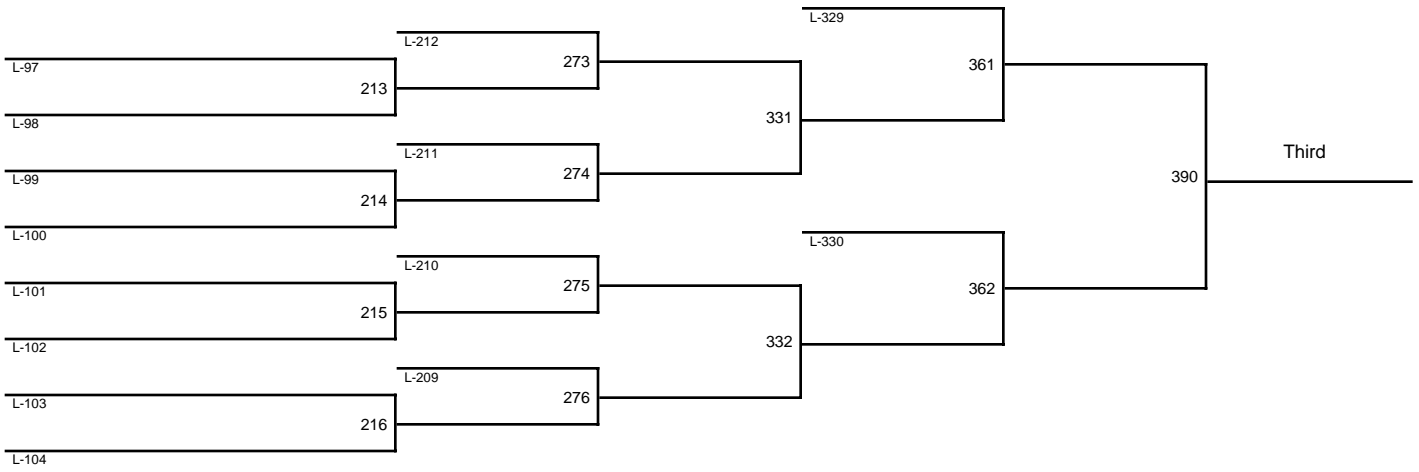 L-329
L-212
L-97
273
361
213
331
L-98
L-211
Third
L-99
274
390
214
L-100
L-330
L-210
L-101
275
362
215
332
L-102
L-209
L-103
276
216
L-104